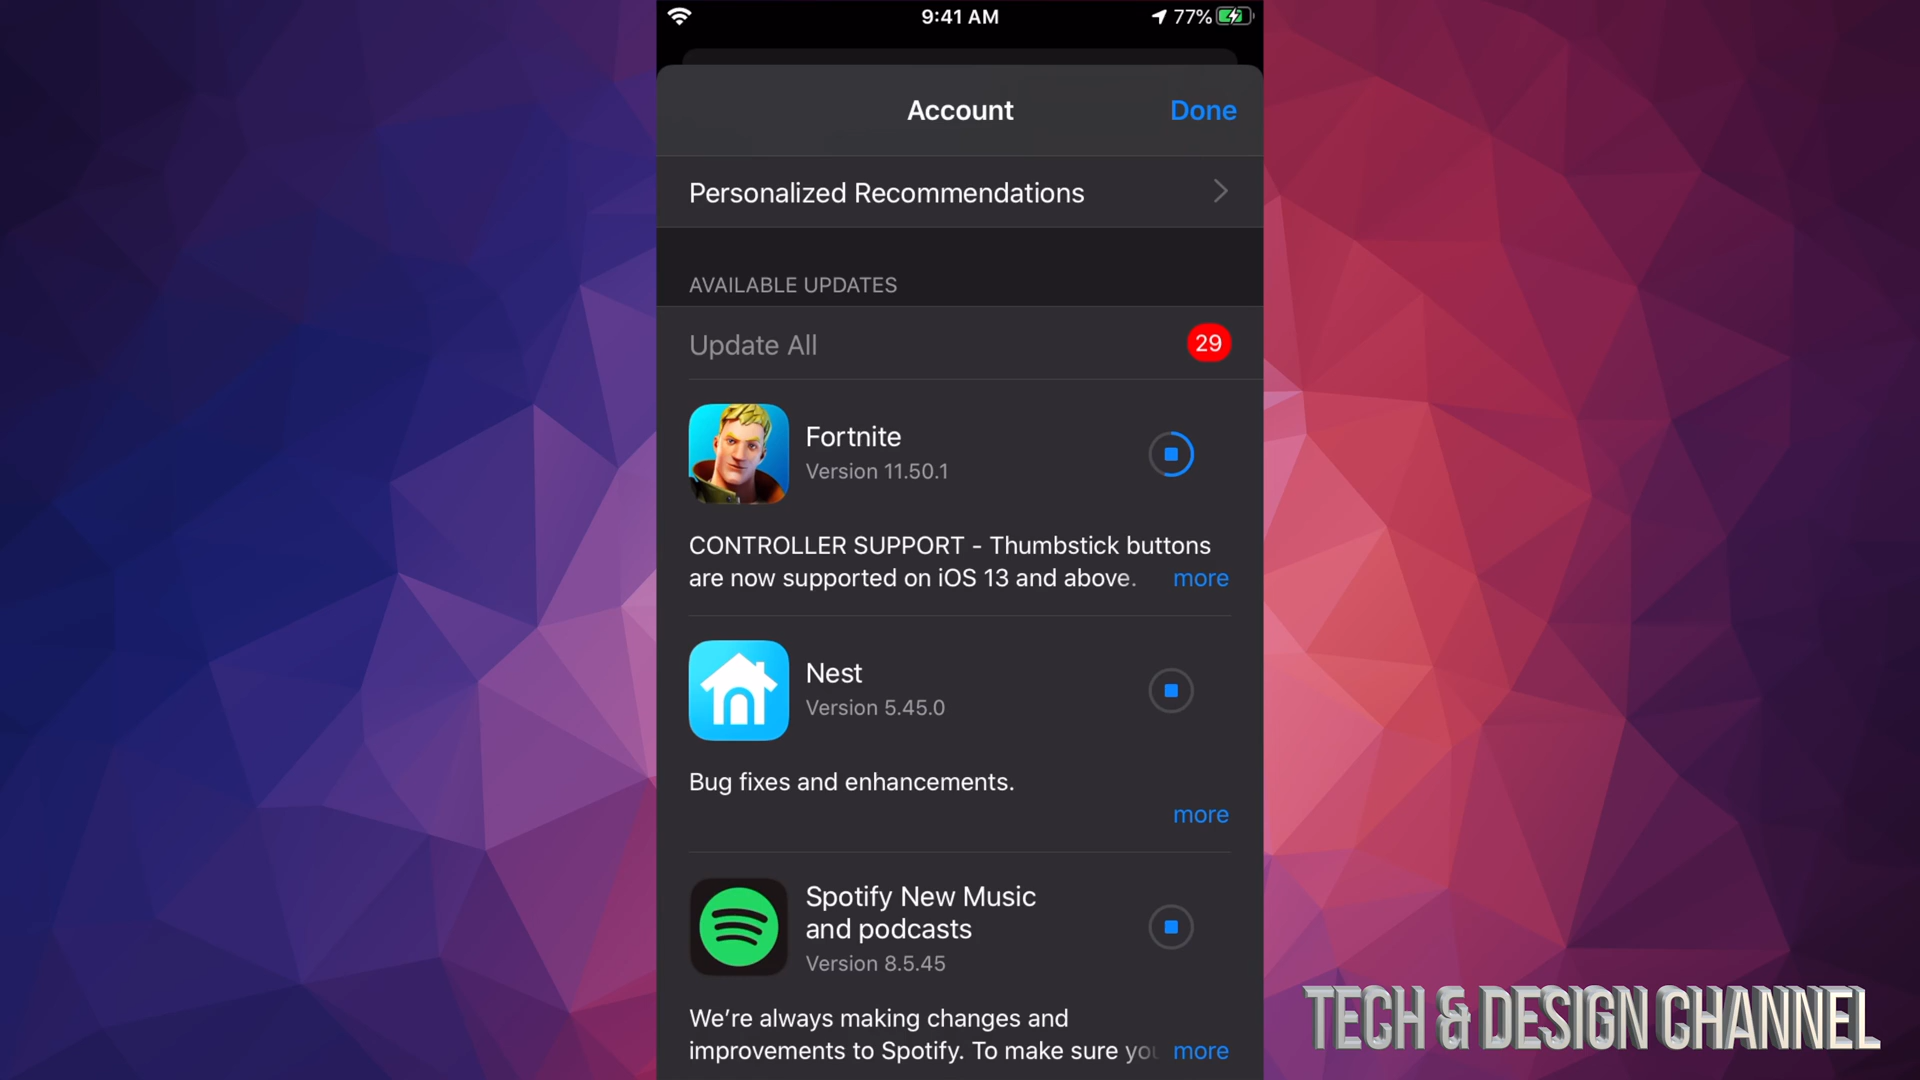 9:41 AM
77%
Account
Done
Personalized Recommendations
AVAILABLE UPDATES
Update All
29
Fortnite
Version 11.50.1
CONTROLLER SUPPORT - Thumbstick buttons
are now supported on iOS 13 and above. more
Nest
Version 5.45.0
Bug fixes and enhancements.
more
Spotify New Music
and podcasts
Version 8.5.45
We’re always making changes and
improvements to Spotify. To make sure you more
TECH & DESIGN CHANNEL